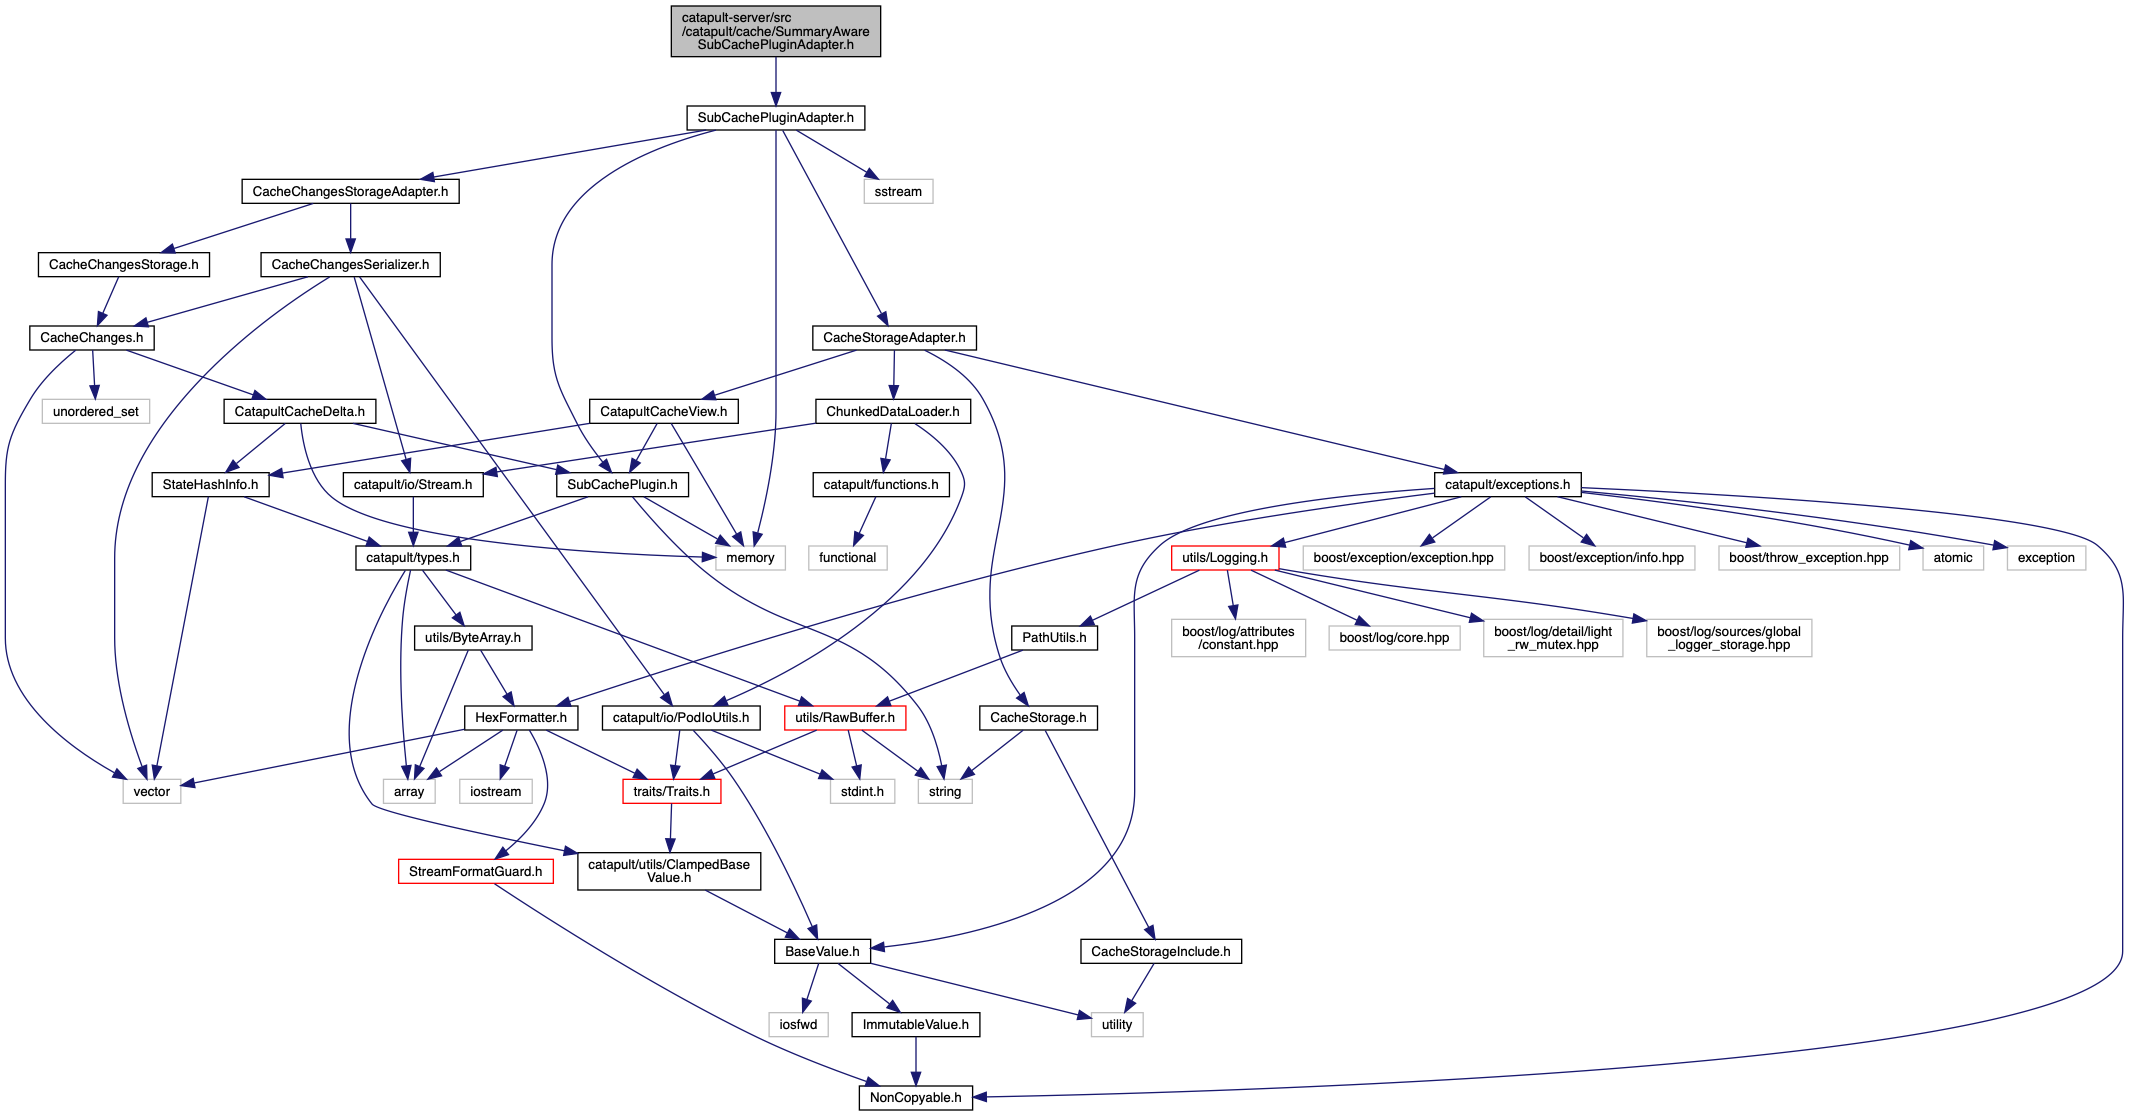 catapult-server/src
/catapult/cache/SummaryAware
SubCachePluginAdapter.h
SubCachePluginAdapter.h
CacheChangesStorageAdapter.h
sstream
CacheChangesStorage.h
CacheChangesSerializer.h
CacheChanges.h
CacheStorageAdapter.h
unordered_set
CatapultCacheDelta.h
CatapultCacheView.h
ChunkedDataLoader.h
StateHashInfo.h
catapult/io/Stream.h
SubCachePlugin.h
catapult/functions.h
catapult/exceptions.h
catapult/types.h
memory
functional
utils/Logging.h
boost/exception/exception.hpp
boost/exception/info.hpp
boost/throw_exception.hpp
atomic
exception
utils/ByteArray.h
PathUtils.h
boost/log/attributes
/constant.hpp
boost/log/core.hpp
boost/log/detail/light
_rw_mutex.hpp
boost/log/sources/global
_logger_storage.hpp
HexFormatter.h
catapult/io/PodIoUtils.h
utils/RawBuffer.h
CacheStorage.h
vector
array
iostream
traits/Traits.h
stdint.h
string
StreamFormatGuard.h
catapult/utils/ClampedBase
Value.h
BaseValue.h
CacheStorageInclude.h
iosfwd
ImmutableValue.h
utility
NonCopyable.h